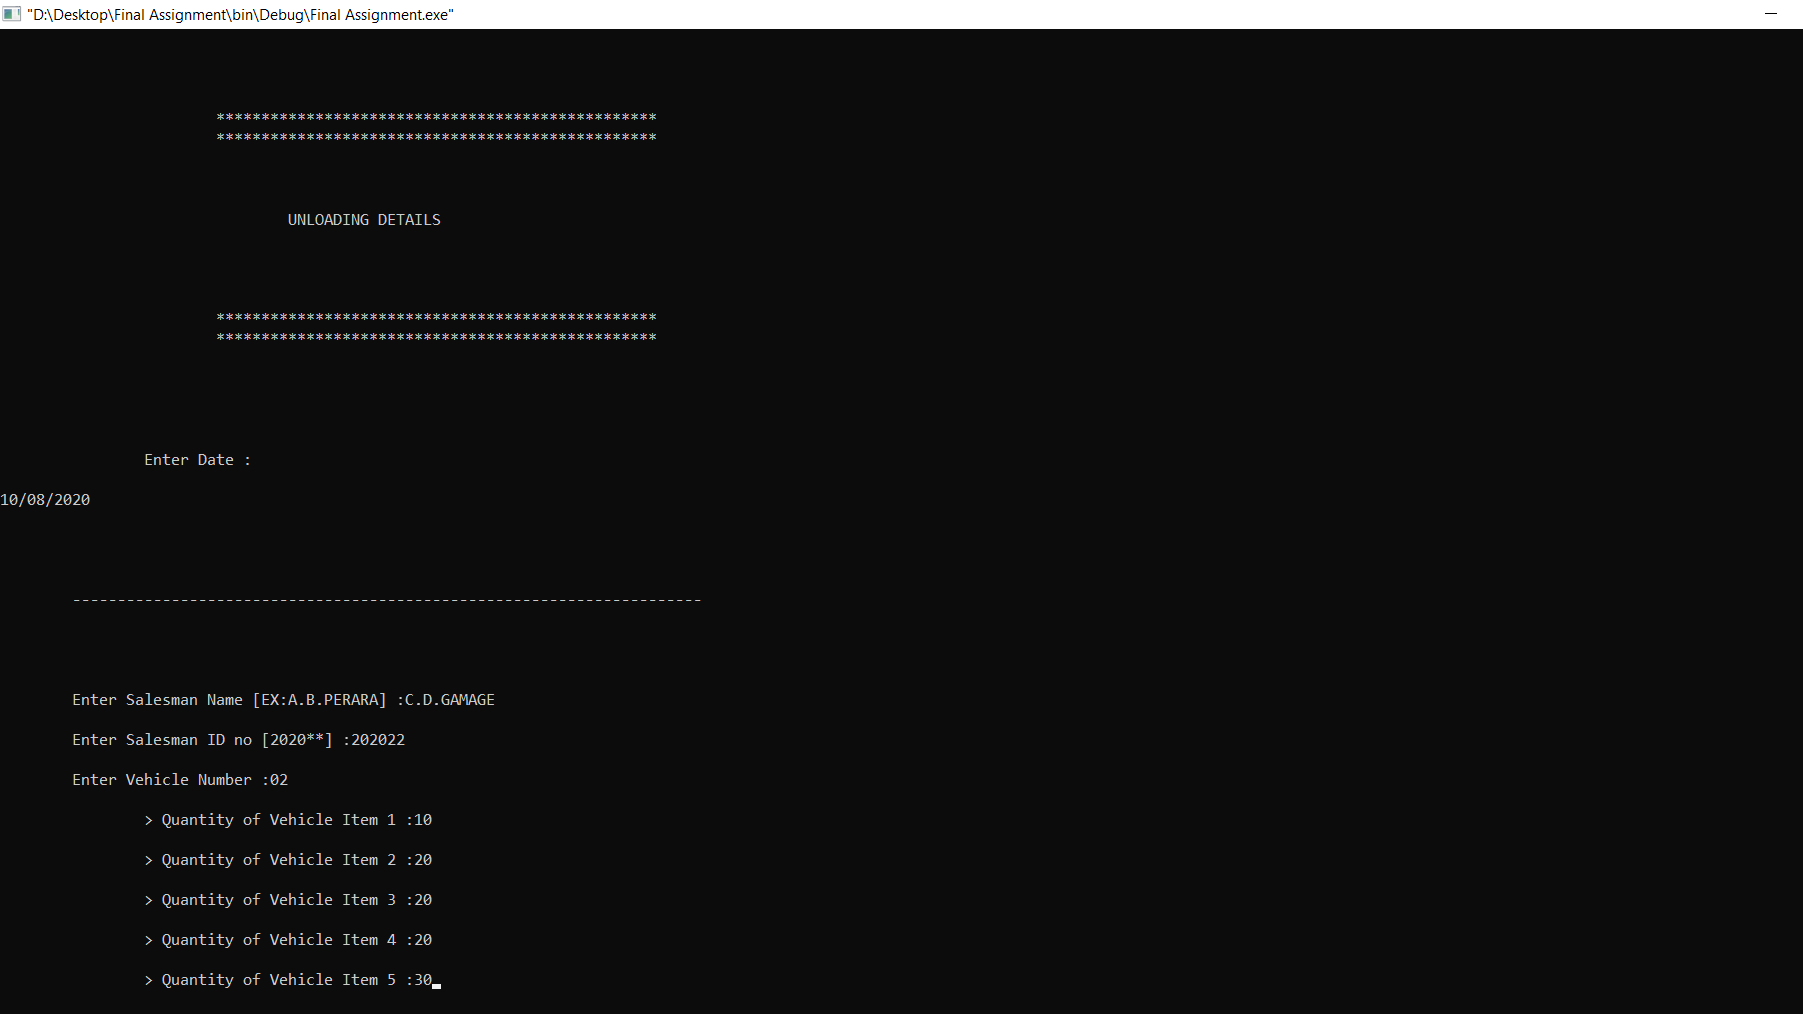 "D:\Desktop\Final Assignment\bin\Debug\Final Assignment.exe"
*************************************************
*************************************************
UNLOADING DETAILS
*************************************************
*************************************************
Enter Date :
10/08/2020
----------------------------------------------------------------------
Enter Salesman Name [EX:A.B.PERARA] :C.D.GAMAGE
Enter Salesman ID no [2020**] :202022
Enter Vehicle Number :02
> Quantity of Vehicle Item 1 :10
> Quantity of Vehicle Item 2 :20
> Quantity of Vehicle Item 3 :20
> Quantity of Vehicle Item 4 :20
> Quantity of Vehicle Item 5 :30